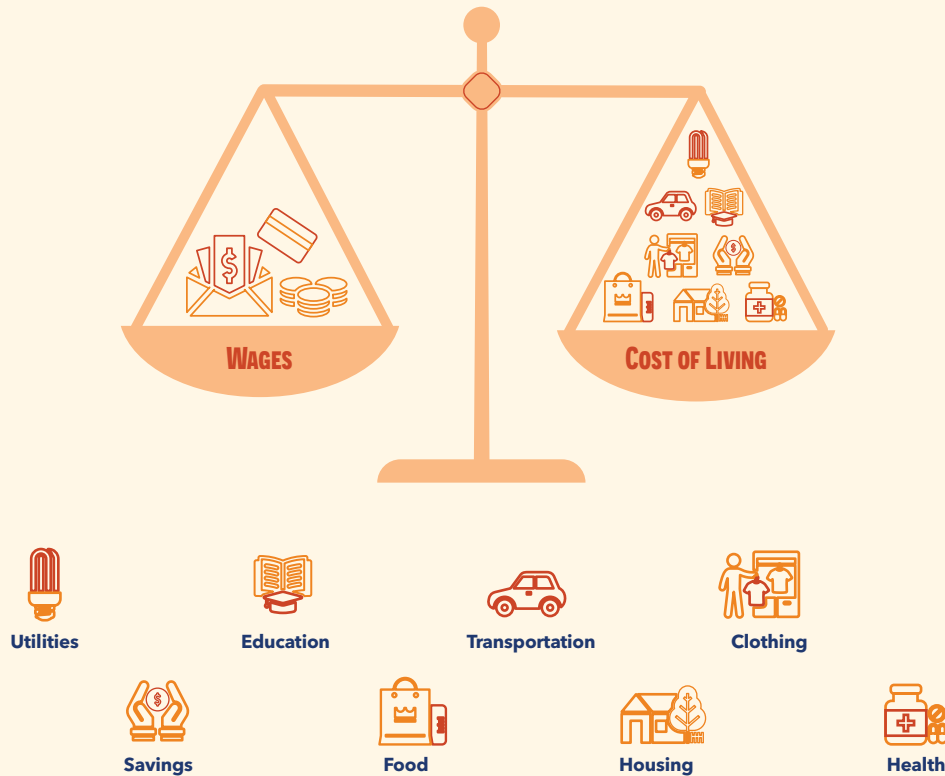 WAGES
COST OF LIVING
Utilities
Education
Transportation
Clothing
Savings
Food
Housing
Health